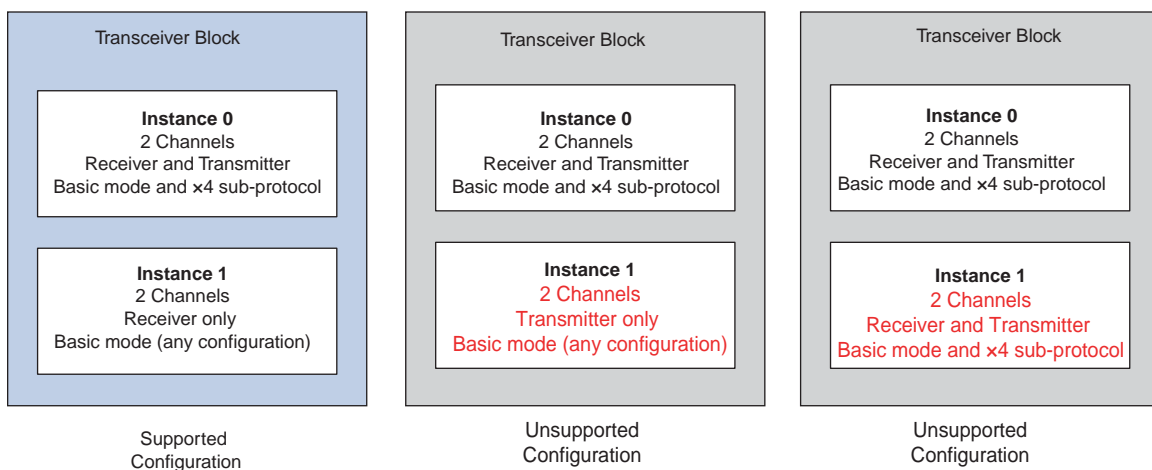 Transceiver Block
Instance 0
2 Channels
Receiver and Transmitter
Basic mode and ×4 sub-protocol
Instance 1
2 Channels
Receiver only
Basic mode (any configuration)
Supported
Configuration
Transceiver Block
Instance 0
2 Channels
Receiver and Transmitter
Basic mode and ×4 sub-protocol
Instance 1
2 Channels
Transmitter only
Basic mode (any configuration)
Unsupported
Configuration
Transceiver Block
Instance 0
2 Channels
Receiver and Transmitter
Basic mode and ×4 sub-protocol
Instance 1
2 Channels
Receiver and Transmitter
Basic mode and ×4 sub-protocol
Unsupported
Configuration